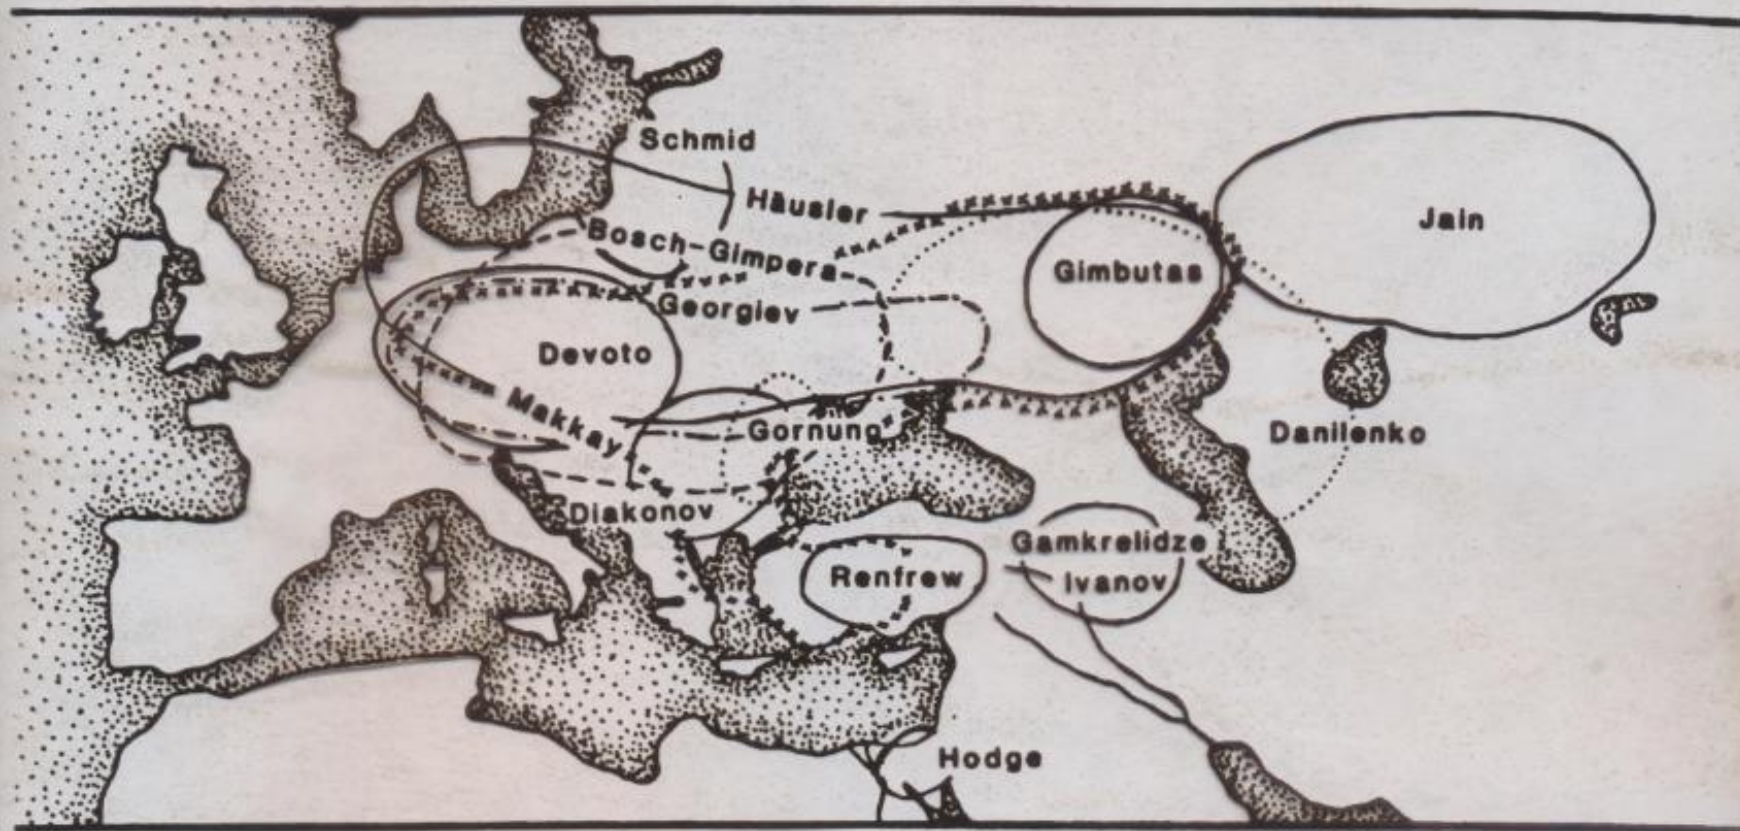 Schmid
Häusler
Jain
Bosch-Gimpera
Gimbutas
Georgiev
Devoto
Makkay
Gornung
Danilenko
Diakonov
Gamkrelidze
Renfrew
Ivanov
Hodge